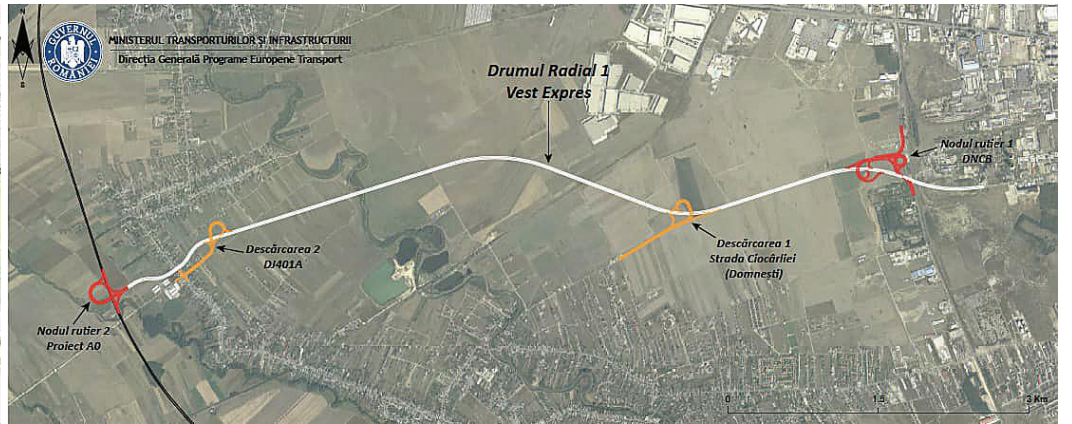 N
GUVERNUL ROMÂNIEI
MINISTERUL TRANSPORTURILOR ȘI INFRASTRUCTURII
Direcția Generală Programe Europene Transport
S
Drumul Radial 1
Vest Expres
Nodul rutier 1
DNCB
Descărcarea 2
DJ401A
Descărcarea 1
Strada Ciocârliei
(Domnești)
Nodul rutier 2
Proiect A0
0 1.5 3 Km